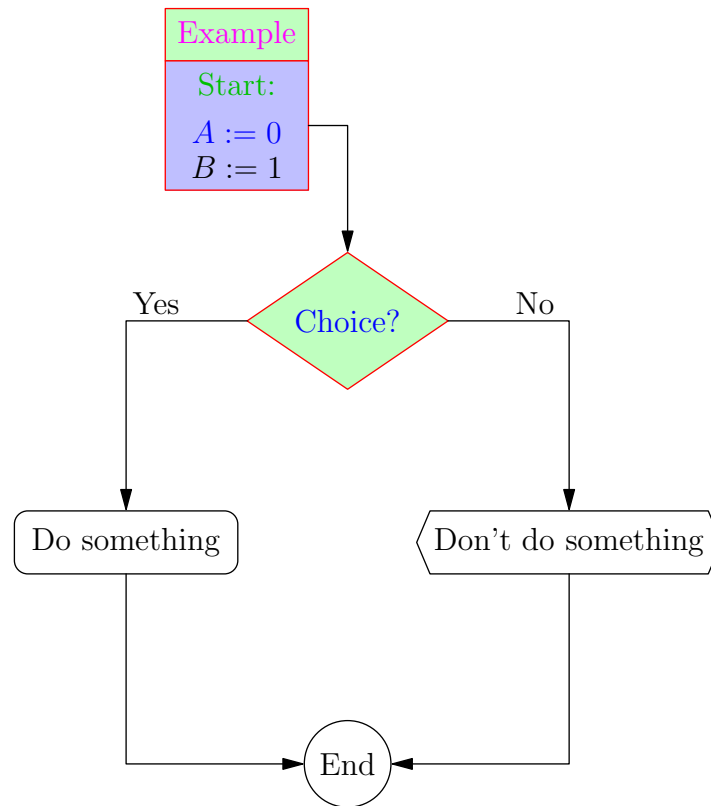 Example
Start:
A := 0
B := 1
Choice?
Yes
No
Do something
Don't do something
End